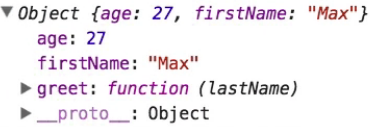 ▼Object {age: 27, firstName: "Max"}
age: 27
firstName: "Max"
▶greet: function (lastName)
▶__proto__: Object